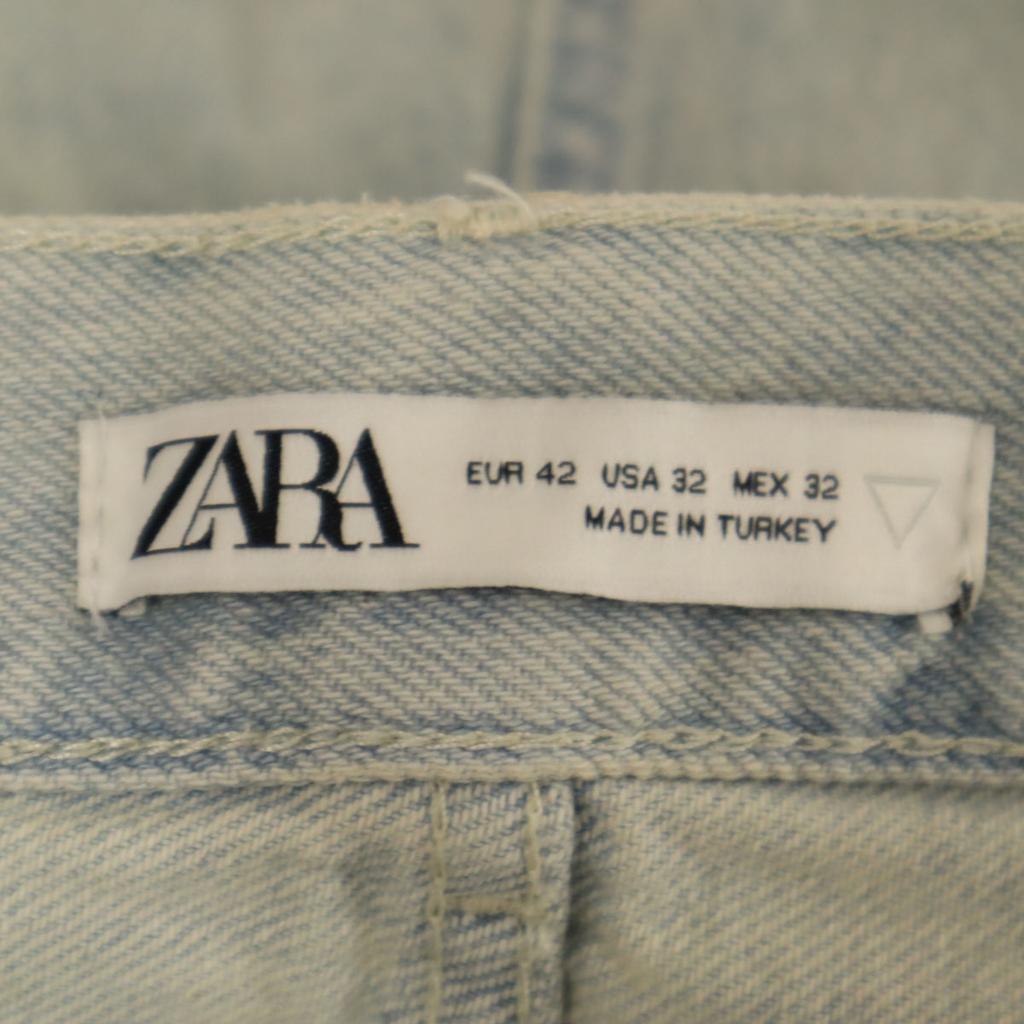 ZARA
EUR 42 USA 32 MEX 32
MADE IN TURKEY